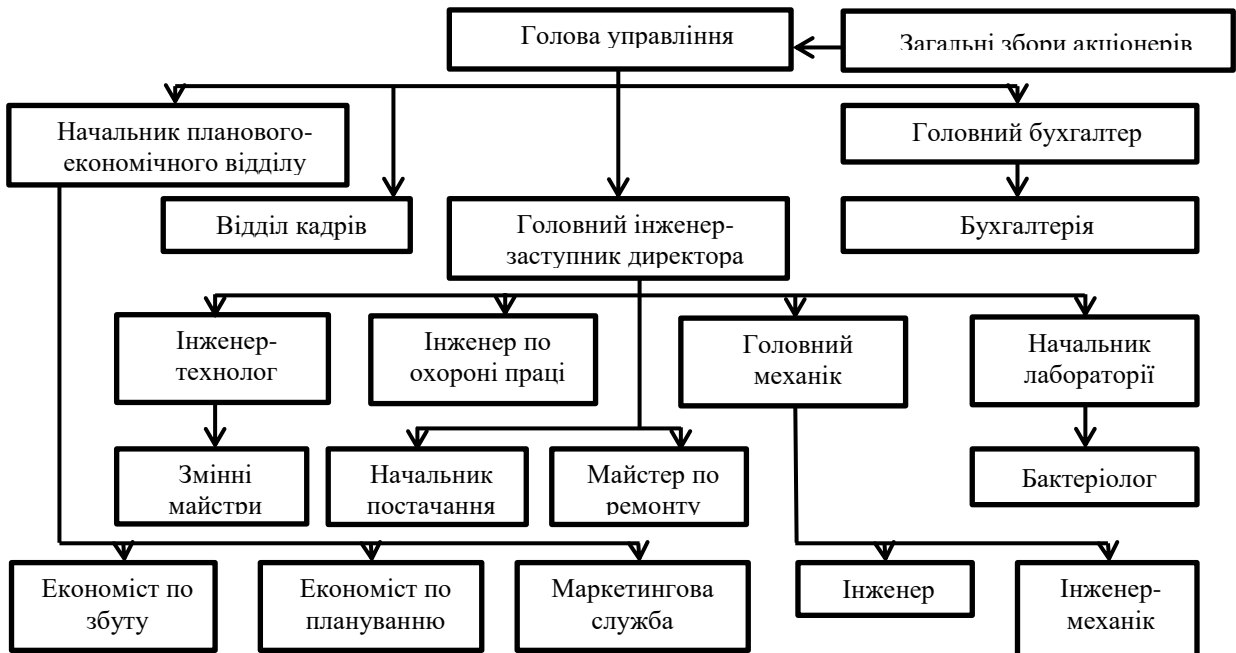 Голова управління
Загальні збори акціонерів
Начальник планового-
економічного відділу
Головний бухгалтер
Відділ кадрів
Головний інженер-
заступник директора
Бухгалтерія
Інженер-
технолог
Інженер по
охороні праці
Головний
механік
Начальник
лабораторії
Змінні
майстри
Начальник
постачання
Майстер по
ремонту
Бактеріолог
Економіст по
збуту
Економіст по
плануванню
Маркетингова
служба
Інженер
Інженер-
механік